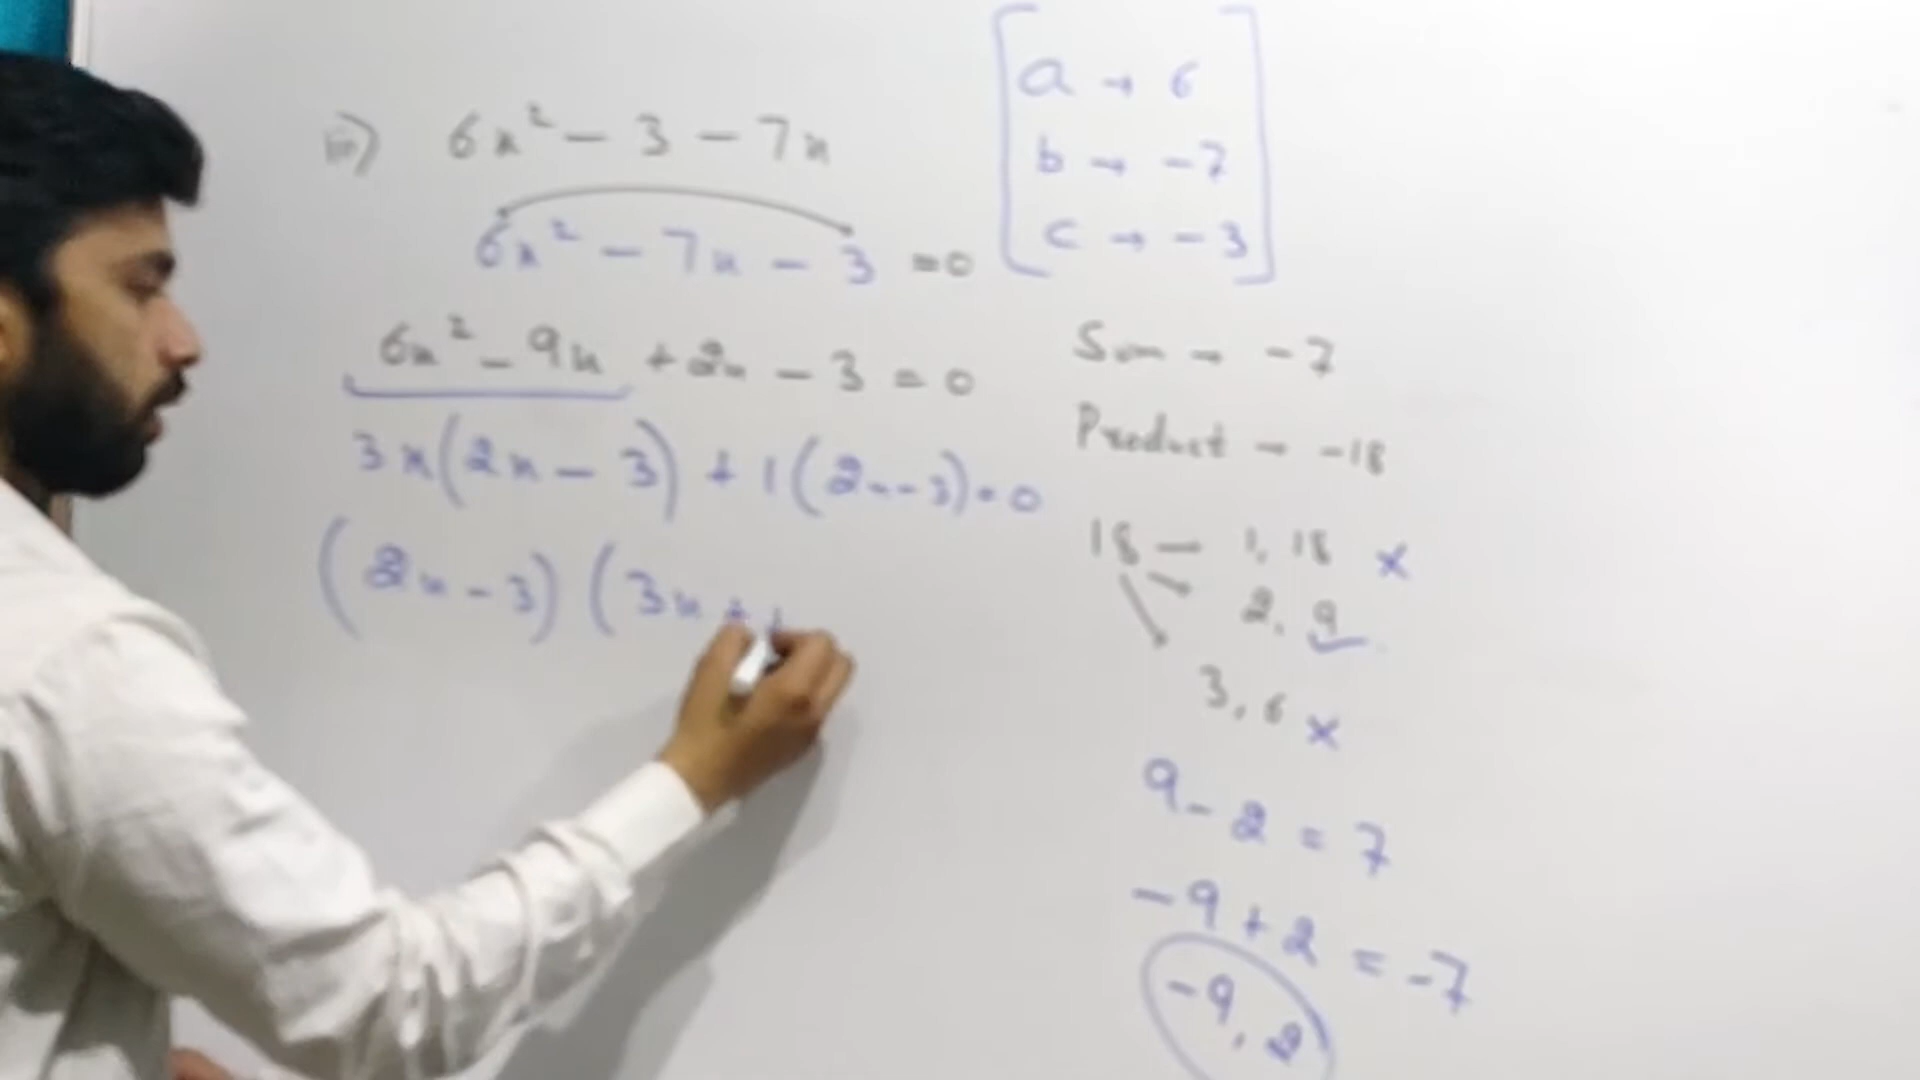 iii) 6x² - 3 - 7x
6x² - 7x - 3 = 0
6x² - 9x + 2x - 3 = 0
3x(2x - 3) + 1(2x-3)=0
(2x-3)(3x+1
a → 6
b → -7
c → -3
Sum → -7
Product → -18
18 → 1, 18 ×
→ 2, 9 ✓
→ 3, 6 ×
9 - 2 = 7
-9 + 2 = -7
-9, 2